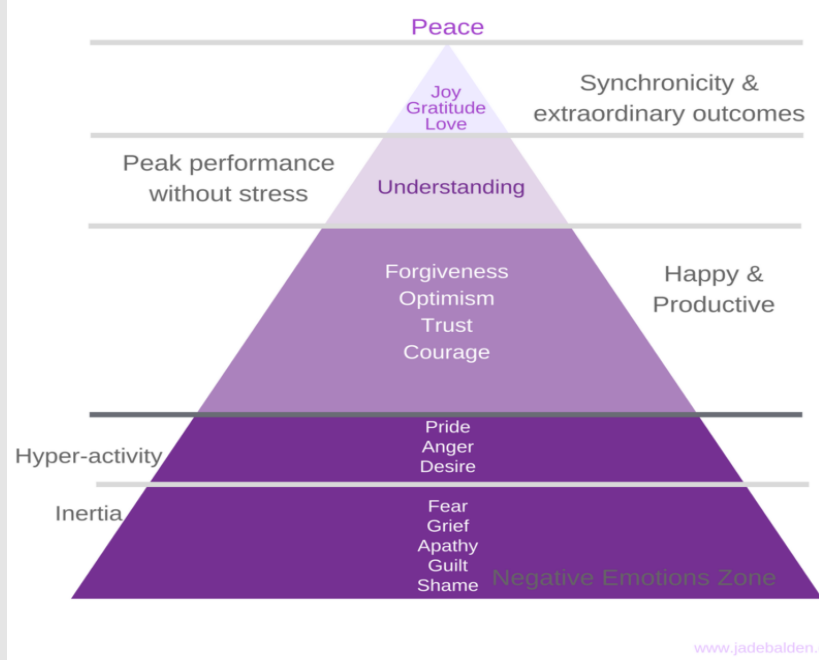 Peace
Joy
Gratitude
Love
Synchronicity &
extraordinary outcomes
Peak performance
without stress
Understanding
Forgiveness
Optimism
Trust
Courage
Happy &
Productive
Pride
Anger
Desire
Hyper-activity
Inertia
Fear
Grief
Apathy
Guilt
Shame
Negative Emotions Zone
www.jadebalden.